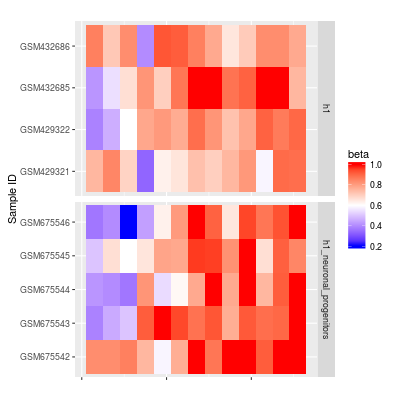 Sample ID
GSM432686
GSM432685
GSM429322
GSM429321
h1
GSM675546
GSM675545
GSM675544
GSM675543
GSM675542
h1_neuronal_progenitors
beta
1.0
0.8
0.6
0.4
0.2